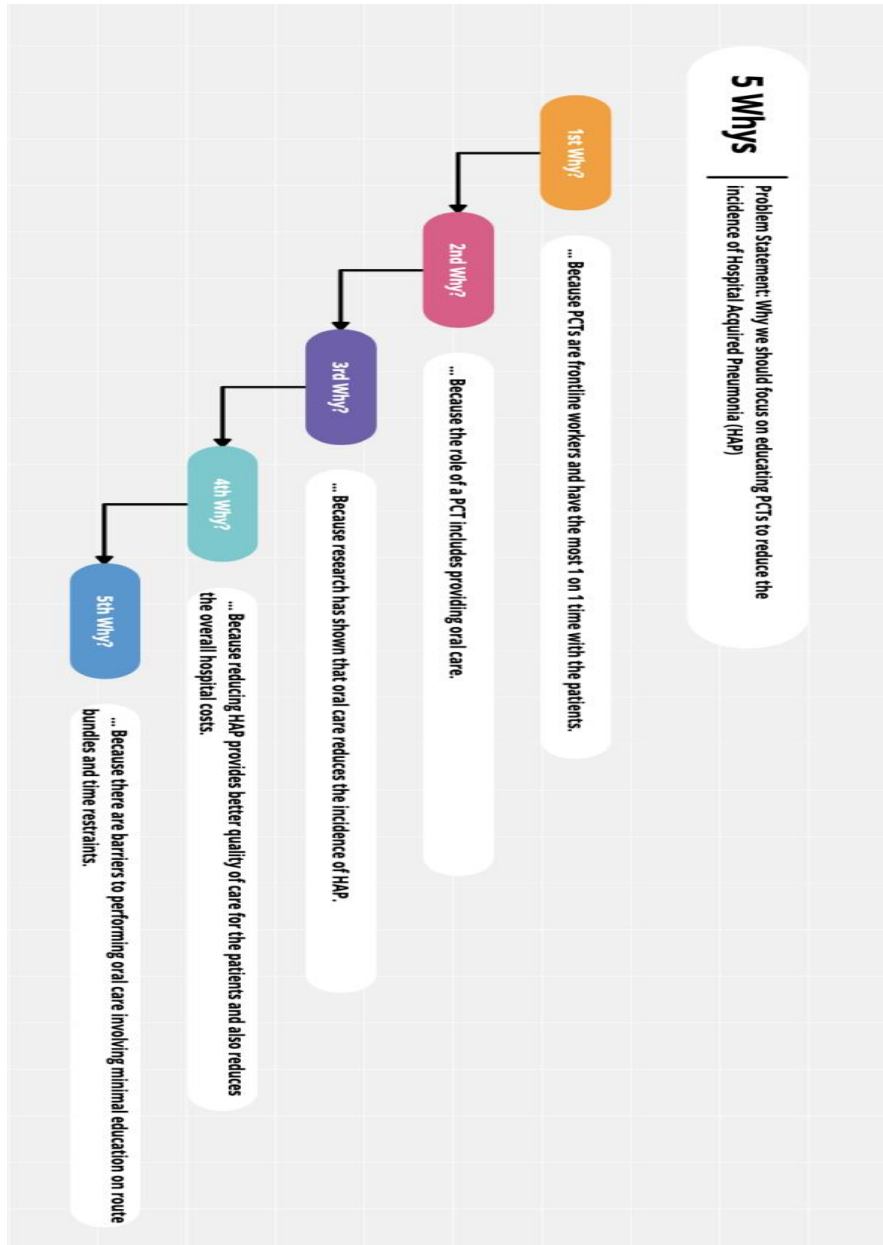 5 Whys
Problem Statement: Why we should focus on educating PCTs to reduce the
incidence of Hospital Acquired Pneumonia (HAP)
1st Why?
... Because PCTs are frontline workers and have the most 1 on 1 time with the patients.
2nd Why?
... Because the role of a PCT includes providing oral care.
3rd Why?
... Because research has shown that oral care reduces the incidence of HAP.
4th Why?
... Because reducing HAP provides better quality of care for the patients and also reduces
the overall hospital costs.
5th Why?
... Because there are barriers to performing oral care involving minimal education on route
bundles and time restraints.